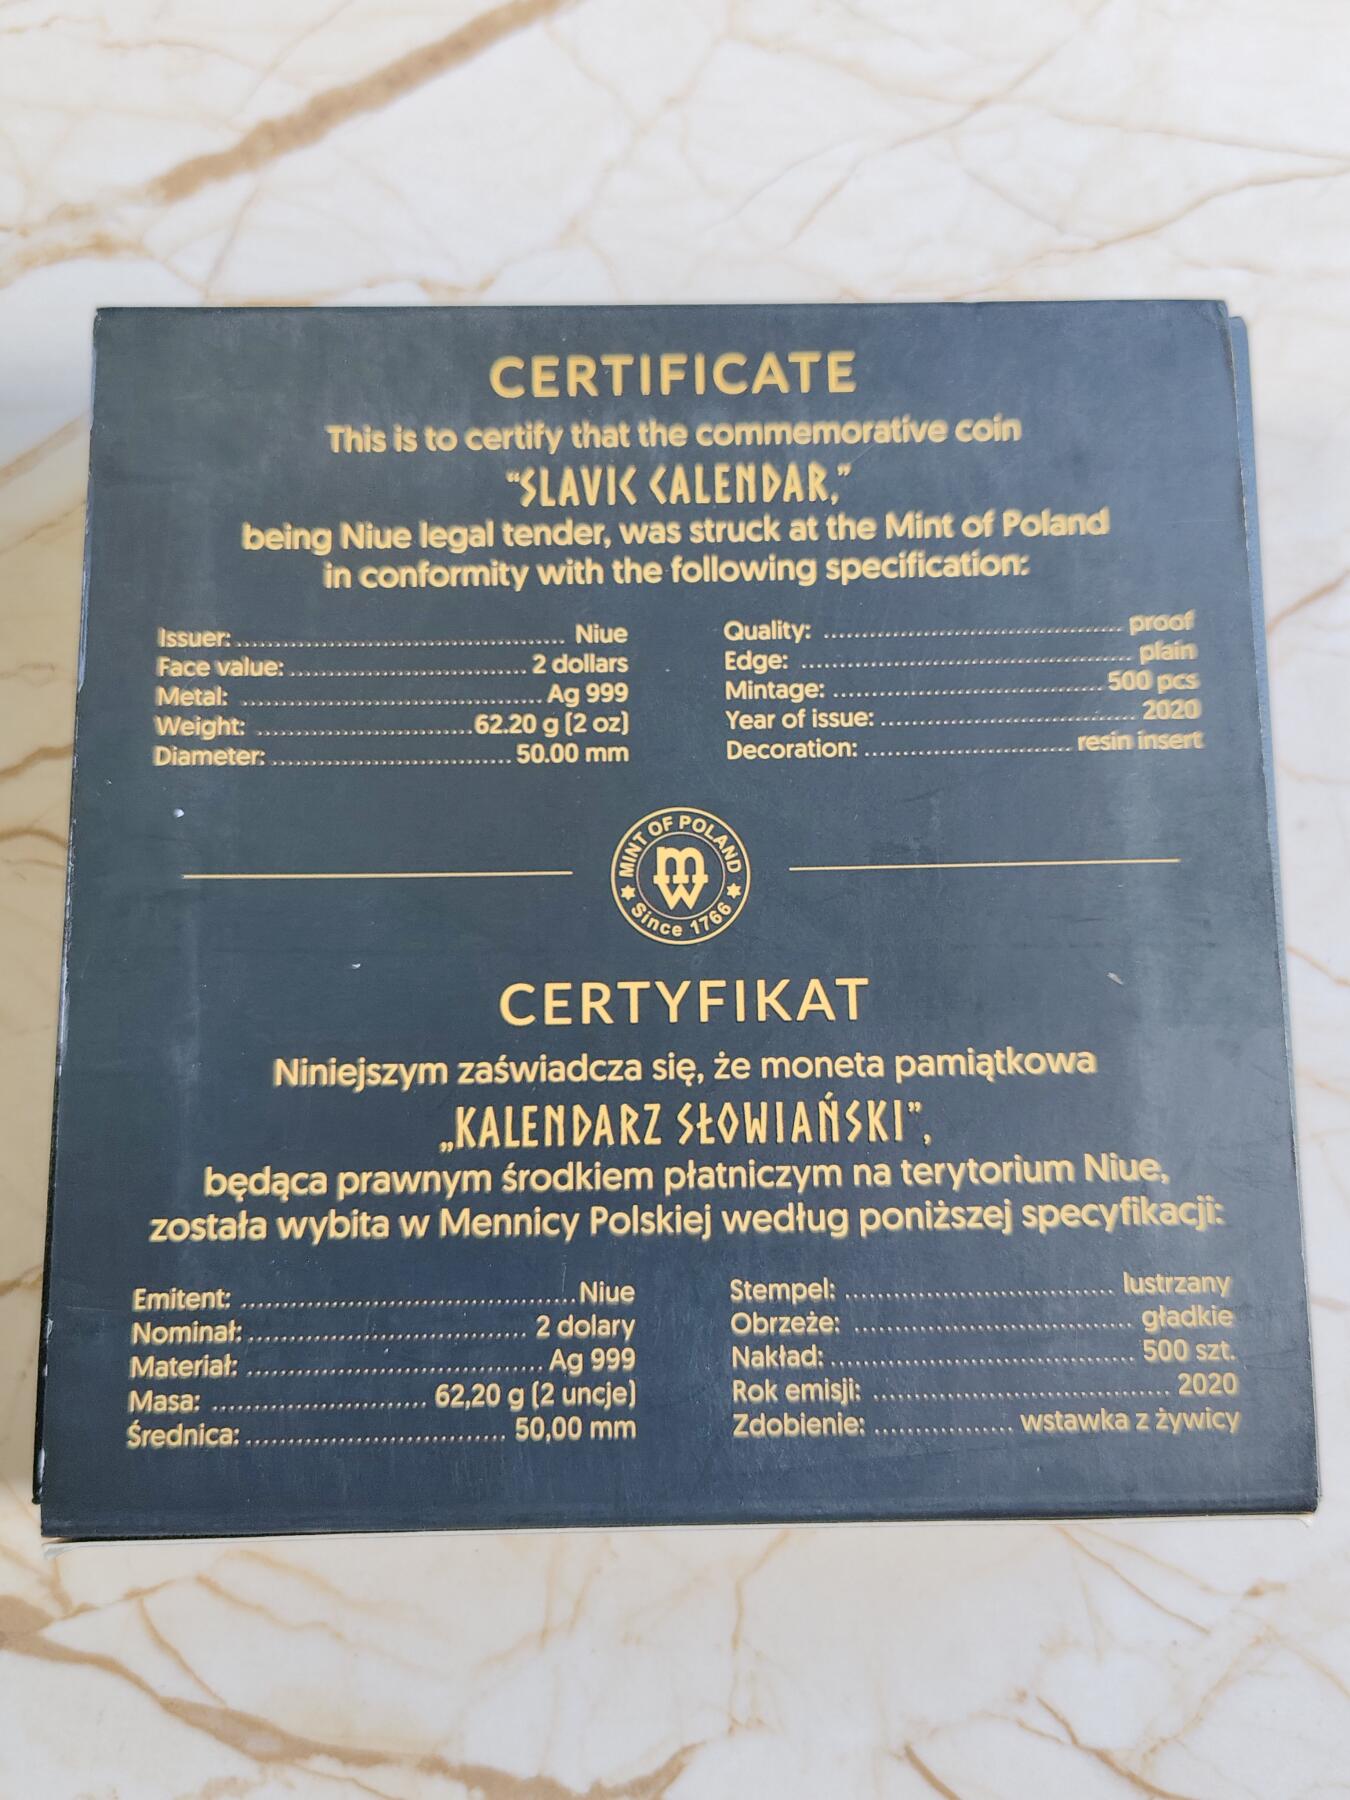 CERTIFICATE
This is to certify that the commemorative coin
“SLAVIC CALENDAR,”
being Niue legal tender, was struck at the Mint of Poland
in conformity with the following specification:
Issuer: Niue
Face value: 2 dollars
Metal: Ag 999
Weight: 62.20 g (2 oz)
Diameter: 50.00 mm
Quality: proof
Edge: plain
Mintage: 500 pcs
Year of issue: 2020
Decoration: resin insert
MINT OF POLAND
mw
Since 1766
CERTYFIKAT
Niniejszym zaświadcza się, że moneta pamiątkowa
„KALENDARZ SŁOWIAŃSKI”,
będąca prawnym środkiem płatniczym na terytorium Niue,
została wybita w Mennicy Polskiej według poniższej specyfikacji:
Emitent: Niue
Nominał: 2 dolary
Materiał: Ag 999
Masa: 62,20 g (2 uncje)
Średnica: 50,00 mm
Stempel: lustrzany
Obrzeże: gładkie
Nakład: 500 szt.
Rok emisji: 2020
Zdobienie: wstawka z żywicy